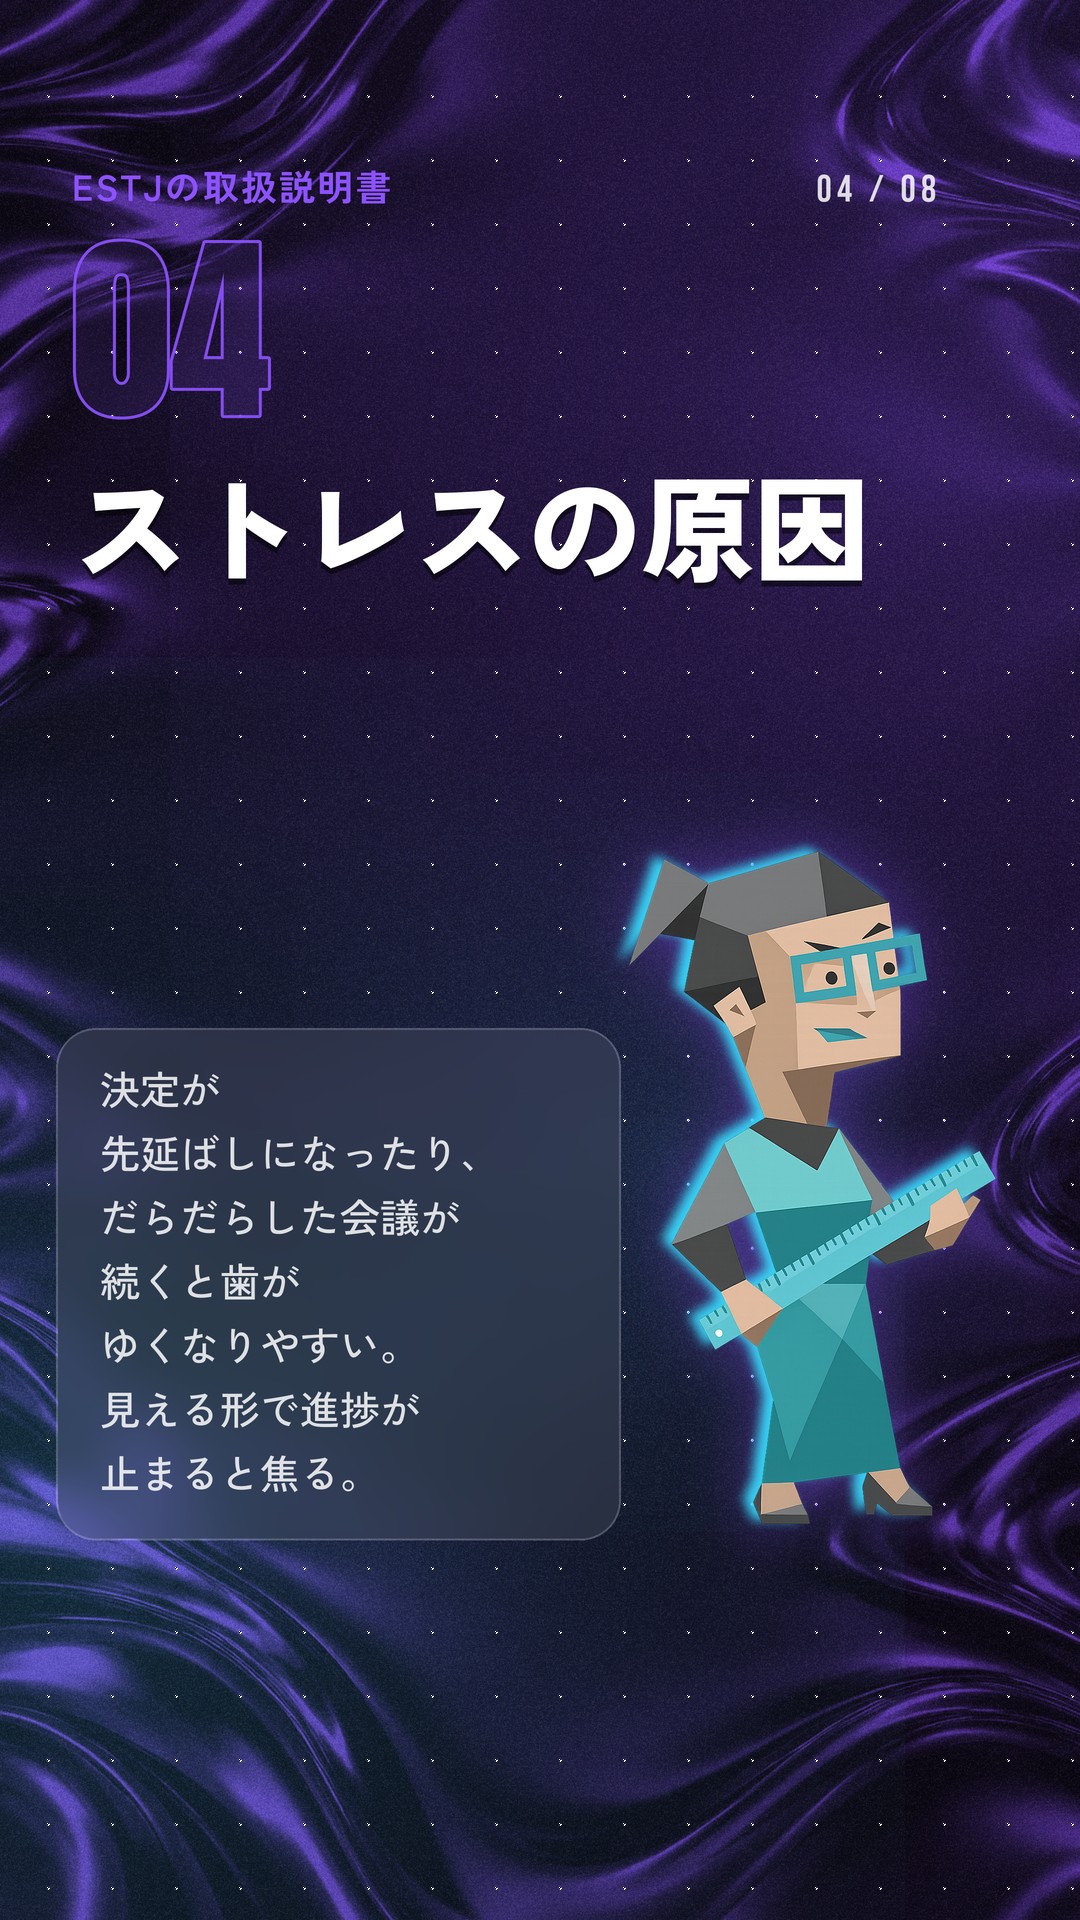 ESTJの取扱説明書
04 / 08
04
ストレスの原因
決定が
先延ばしになったり、
だらだらした会議が
続くと歯が
ゆくなりやすい。
見える形で進捗が
止まると焦る。